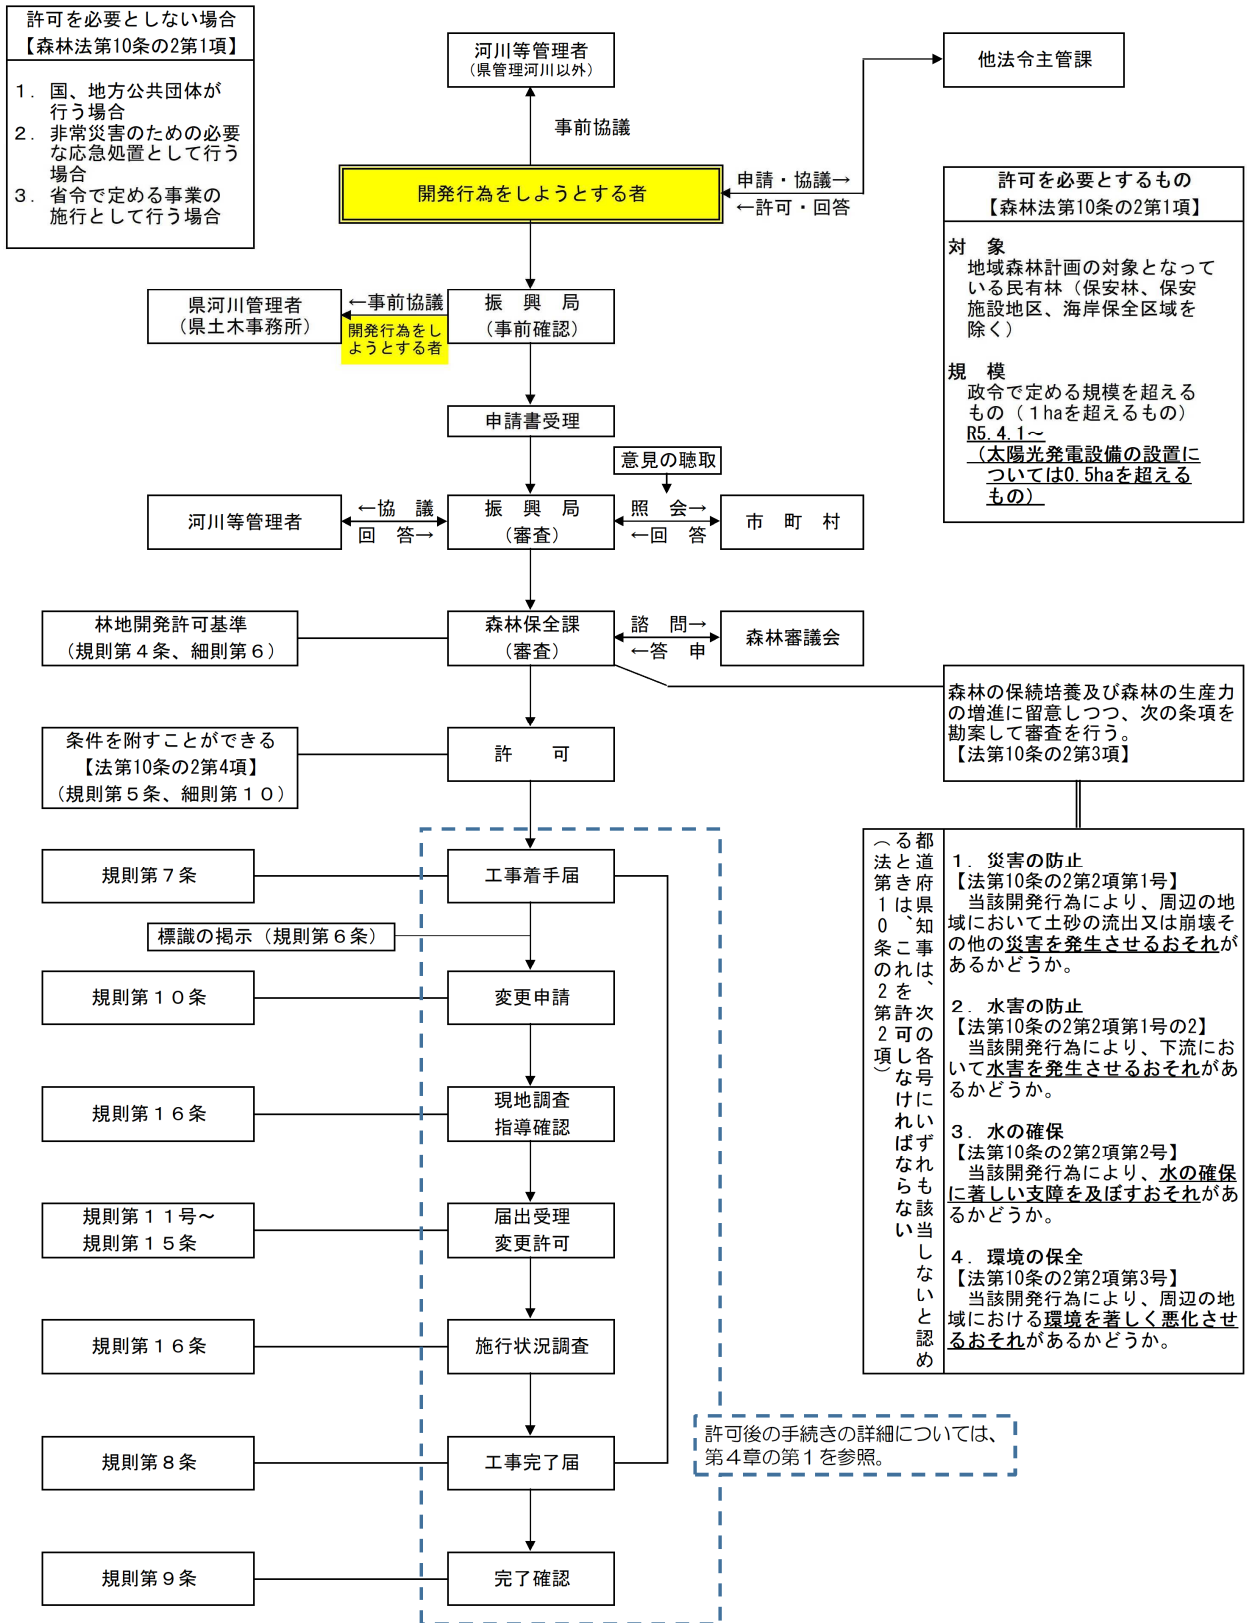 許可を必要としない場合
【森林法第10条の2第1項】
1．国、地方公共団体が
行う場合
2．非常災害のための必要
な応急処置として行う
場合
3．省令で定める事業の
施行として行う場合
河川等管理者
（県管理河川以外）
他法令主管課
事前協議
開発行為をしようとする者
申請・協議→
←許可・回答
許可を必要とするもの
【森林法第10条の2第1項】
対　象
地域森林計画の対象となって
いる民有林（保安林、保安
施設地区、海岸保全区域を
除く）
規　模
政令で定める規模を超える
もの（１haを超えるもの）
R5.4.1～
（太陽光発電設備の設置に
ついては0.5haを超える
もの）
県河川管理者
（県土木事務所）
←事前協議
開発行為をし
ようとする者
振　興　局
（事前確認）
申請書受理
意見の聴取
河川等管理者
←協　議
回　答→
振　興　局
（審査）
照　会→
←回　答
市　町　村
林地開発許可基準
（規則第４条、細則第６）
森林保全課
（審査）
諮　問→
←答　申
森林審議会
森林の保続培養及び森林の生産力
の増進に留意しつつ、次の条項を
勘案して審査を行う。
【法第10条の2第3項】
条件を附すことができる
【法第10条の2第4項】
（規則第５条、細則第１０）
許　　可
都道府県知事は、次の各号にいずれも該当しないと認め
るときは、これを許可しなければならない
（法第１０条の２第２項）
1．災害の防止
【法第10条の2第2項第1号】
当該開発行為により、周辺の地
域において土砂の流出又は崩壊そ
の他の災害を発生させるおそれが
あるかどうか。
2．水害の防止
【法第10条の2第2項第1号の2】
当該開発行為により、下流にお
いて水害を発生させるおそれがあ
るかどうか。
3．水の確保
【法第10条の2第2項第2号】
当該開発行為により、水の確保
に著しい支障を及ぼすおそれがあ
るかどうか。
4．環境の保全
【法第10条の2第2項第3号】
当該開発行為により、周辺の地
域における環境を著しく悪化させ
るおそれがあるかどうか。
規則第７条
工事着手届
標識の掲示（規則第６条）
規則第１０条
変更申請
規則第１６条
現地調査
指導確認
規則第１１号～
規則第１５条
届出受理
変更許可
規則第１６条
施行状況調査
許可後の手続きの詳細については、
第４章の第１を参照。
規則第８条
工事完了届
規則第９条
完了確認